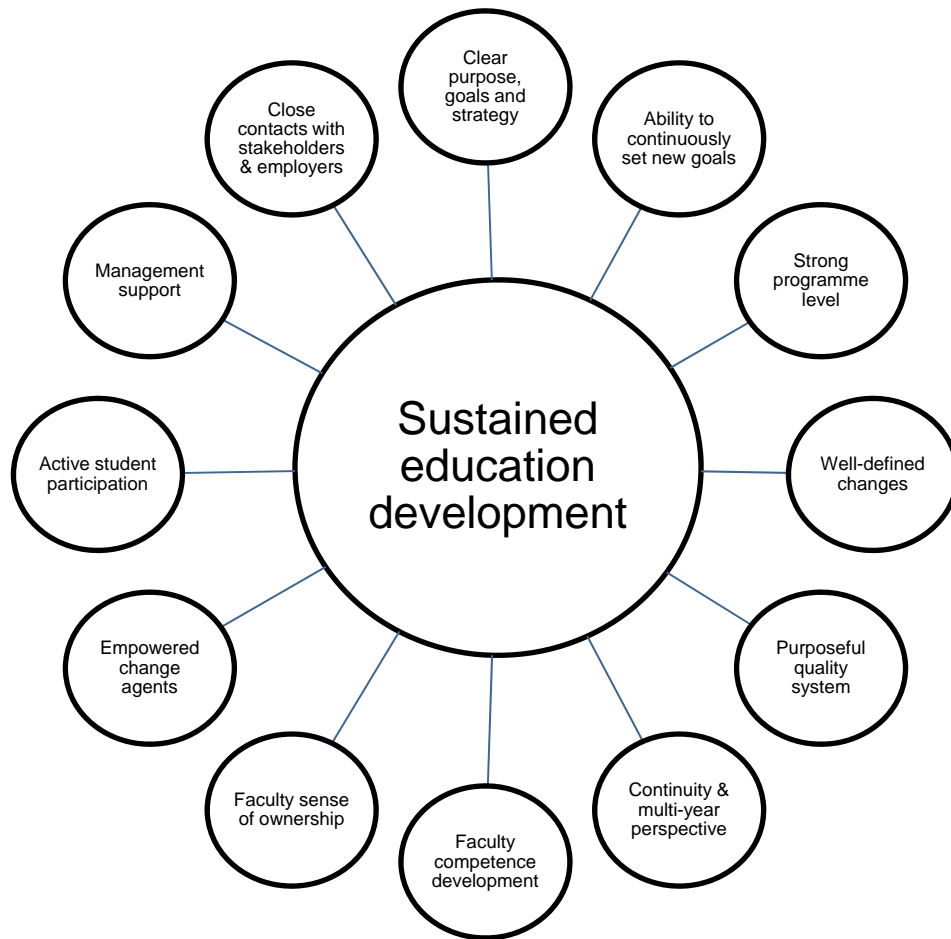 Clear
purpose,
goals and
strategy
Ability to
continuously
set new goals
Strong
programme
level
Well-defined
changes
Purposeful
quality
system
Continuity &
multi-year
perspective
Faculty
competence
development
Faculty sense
of ownership
Empowered
change
agents
Active student
participation
Management
support
Close
contacts with
stakeholders
& employers
Sustained
education
development